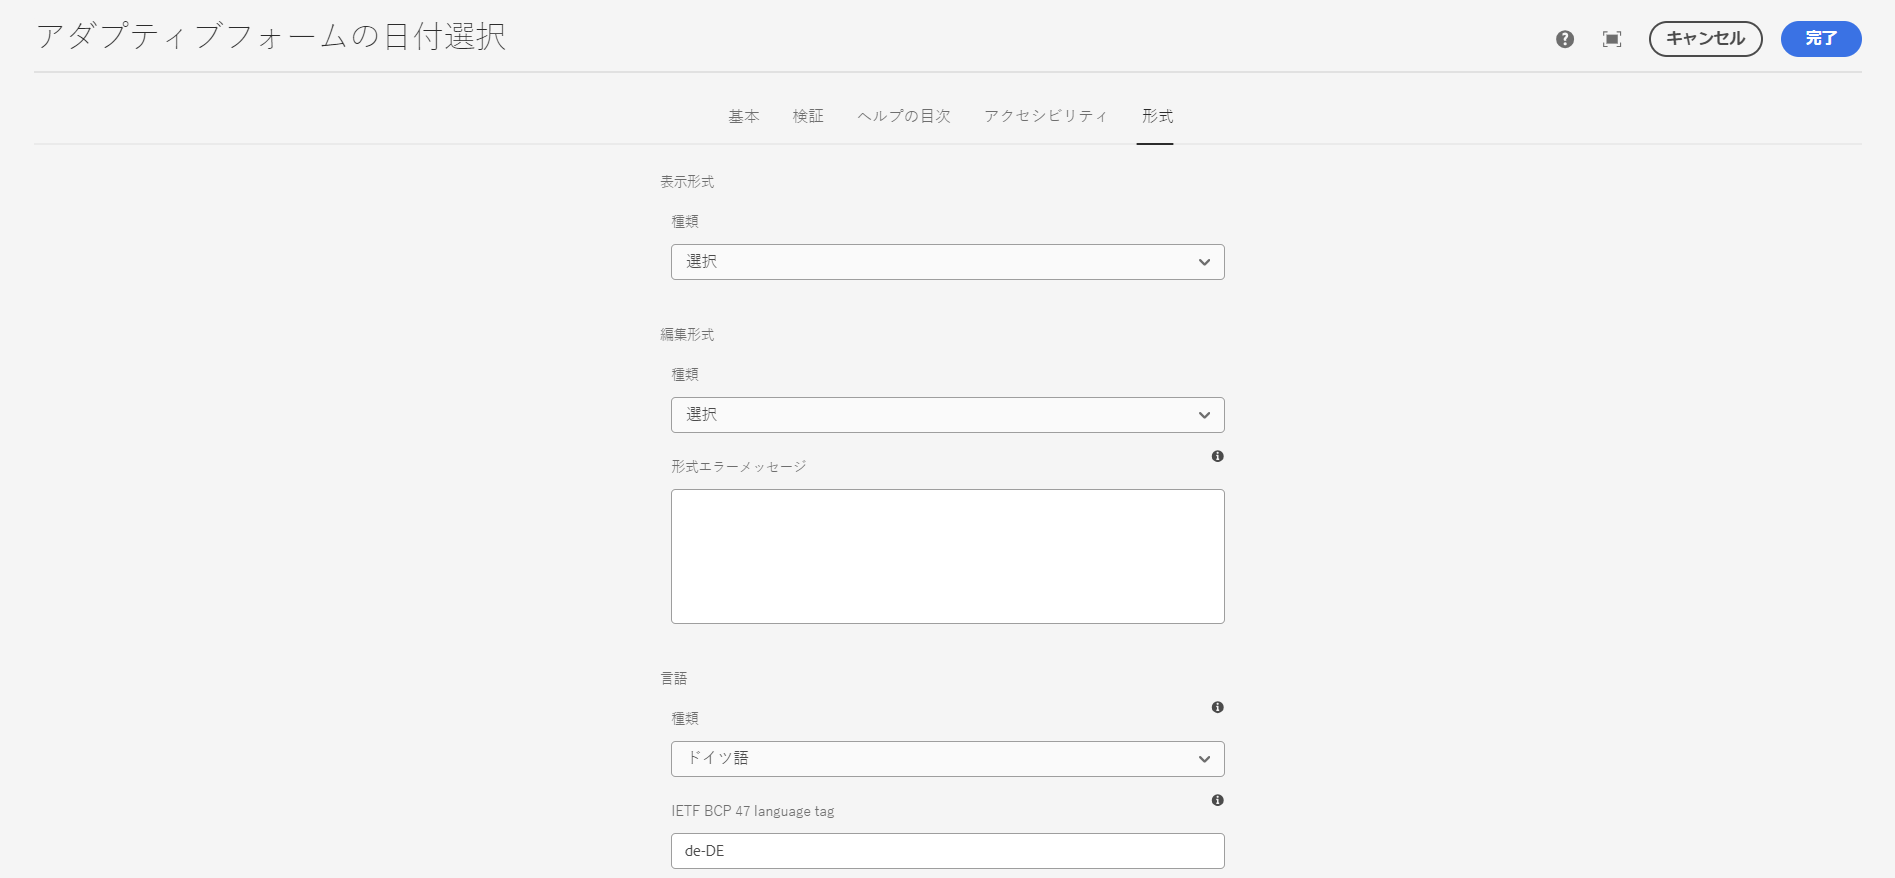 アダプティブフォームの日付選択
キャンセル
完了
基本
検証
ヘルプの目次
アクセシビリティ
形式
表示形式
種類
選択
編集形式
種類
選択
形式エラーメッセージ
言語
種類
ドイツ語
IETF BCP 47 language tag
de-DE